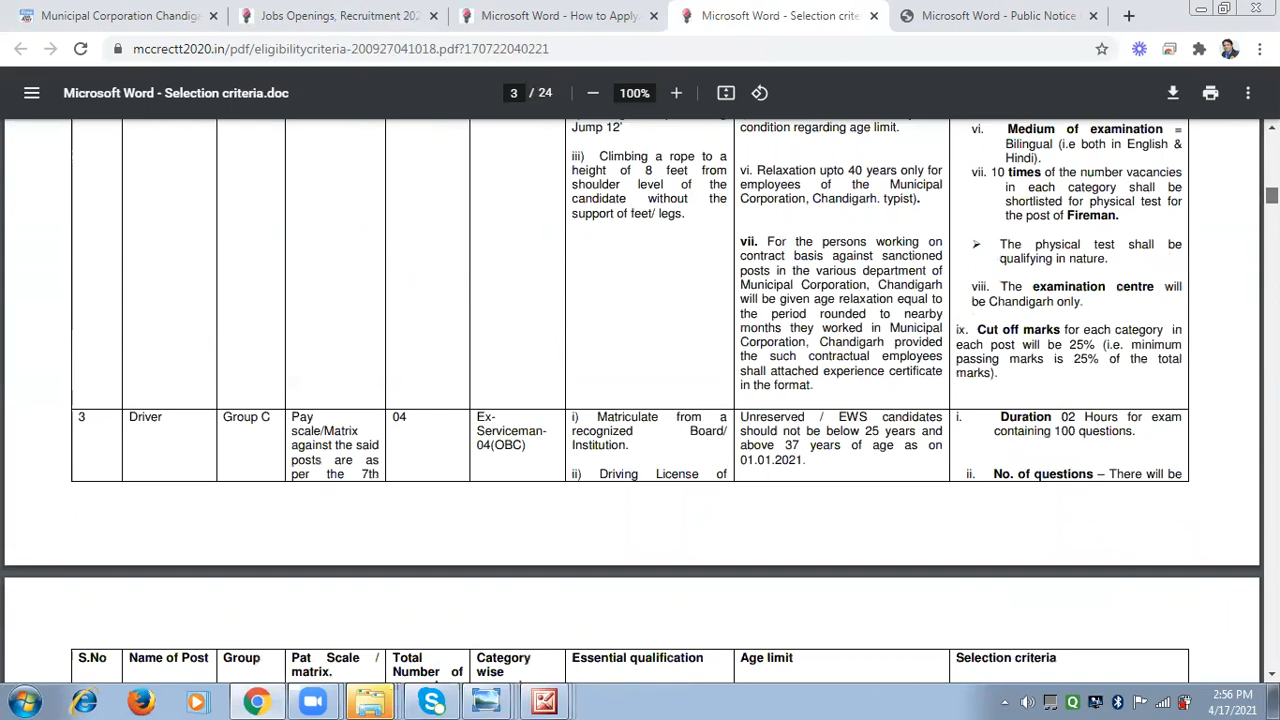 Municipal Corporation Chandig
Jobs Openings, Recruitment 202
Microsoft Word - How to Apply
Microsoft Word - Selection crite
Microsoft Word - Public Notice
mccrectt2020.in/pdf/eligibilitycriteria-200927041018.pdf?170722040221
Microsoft Word - Selection criteria.doc
3 / 24
100%
Jump 12'
iii) Climbing a rope to a
height of 8 feet from
shoulder level of the
candidate without the
support of feet/ legs.
condition regarding age limit.
vi. Relaxation upto 40 years only for
employees of the Municipal
Corporation, Chandigarh. typist).
vii. For the persons working on
contract basis against sanctioned
posts in the various department of
Municipal Corporation, Chandigarh
will be given age relaxation equal to
the period rounded to nearby
months they worked in Municipal
Corporation, Chandigarh provided
the such contractual employees
shall attached experience certificate
in the format.
vi. Medium of examination =
Bilingual (i.e both in English &
Hindi).
vii. 10 times of the number vacancies
in each category shall be
shortlisted for physical test for
the post of Fireman.
➢ The physical test shall be
qualifying in nature.
viii. The examination centre will
be Chandigarh only.
ix. Cut off marks for each category in
each post will be 25% (i.e. minimum
passing marks is 25% of the total
marks).
3
Driver
Group C
Pay
scale/Matrix
against the said
posts are as
per the 7th
04
Ex-
Serviceman-
04(OBC)
i) Matriculate from a
recognized Board/
Institution.
ii) Driving License of
Unreserved / EWS candidates
should not be below 25 years and
above 37 years of age as on
01.01.2021.
i. Duration 02 Hours for exam
containing 100 questions.
ii. No. of questions – There will be
S.No
Name of Post
Group
Pat Scale /
matrix.
Total
Number of
Category
wise
Essential qualification
Age limit
Selection criteria
2:56 PM
4/17/2021